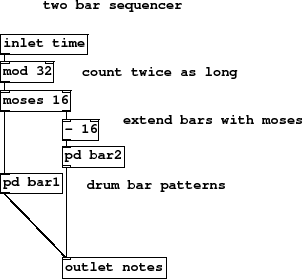 two bar sequencer
inlet time
mod 32
count twice as long
moses 16
extend bars with moses
- 16
pd bar2
pd bar1
drum bar patterns
outlet notes